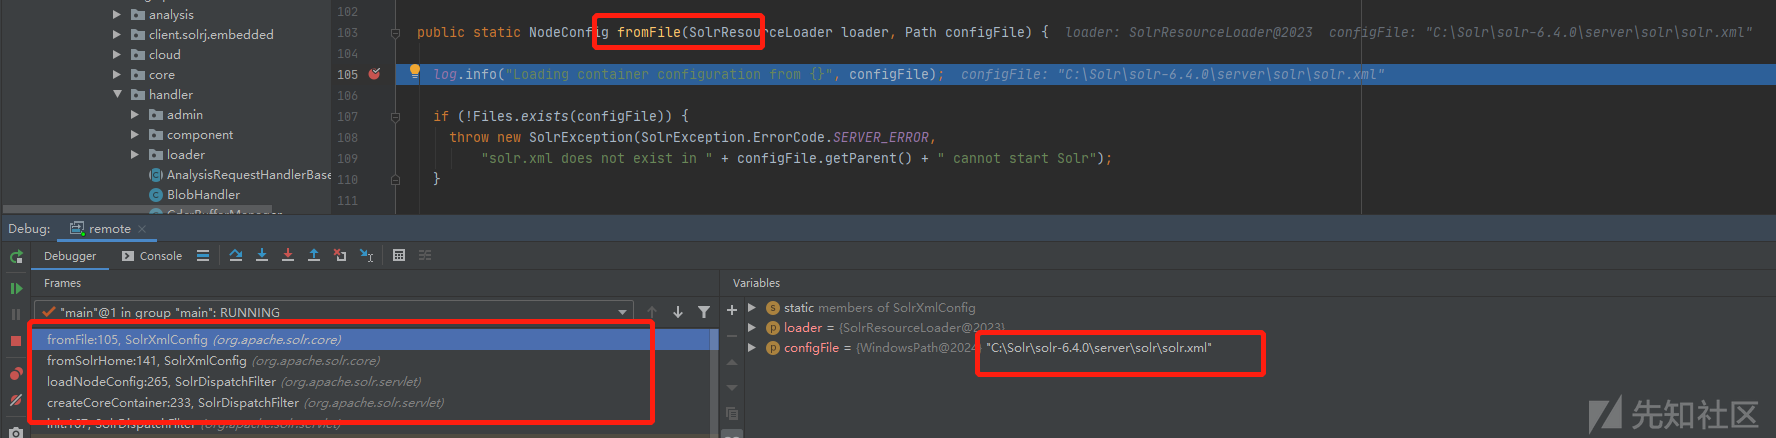 analysis
client.solrj.embedded
cloud
core
handler
admin
component
loader
AnalysisRequestHandlerBase
BlobHandler
CdcrBufferManager
102
103 public static NodeConfig fromFile(SolrResourceLoader loader, Path configFile) { loader: SolrResourceLoader@2023 configFile: "C:\Solr\solr-6.4.0\server\solr\solr.xml"
104
105 log.info("Loading container configuration from {}", configFile); configFile: "C:\Solr\solr-6.4.0\server\solr\solr.xml"
106
107 if (!Files.exists(configFile)) {
108 throw new SolrException(SolrException.ErrorCode.SERVER_ERROR,
109 "solr.xml does not exist in " + configFile.getParent() + " cannot start Solr");
110 }
111
Debug: remote
Debugger Console
Frames
"main"@1 in group "main": RUNNING
fromFile:105, SolrXmlConfig (org.apache.solr.core)
fromSolrHome:141, SolrXmlConfig (org.apache.solr.core)
loadNodeConfig:265, SolrDispatchFilter (org.apache.solr.servlet)
createCoreContainer:233, SolrDispatchFilter (org.apache.solr.servlet)
init:167, SolrDispatchFilter (org.apache.solr.servlet)
Variables
static members of SolrXmlConfig
loader = {SolrResourceLoader@2023}
configFile = {WindowsPath@2024} "C:\Solr\solr-6.4.0\server\solr\solr.xml"
先知社区